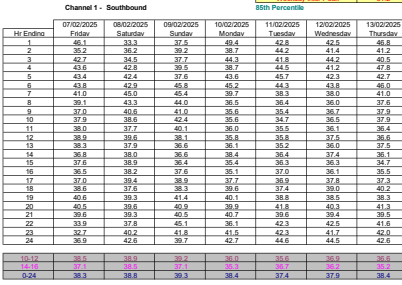 Channel 1 - Southbound 85th Percentile
07/02/2025 08/02/2025 09/02/2025 10/02/2025 11/02/2025 12/02/2025 13/02/2025
Hr Ending Friday Saturday Sunday Monday Tuesday Wednesday Thursday
1 46.1 33.3 37.5 49.4 42.8 42.5 46.8
2 35.2 36.2 39.2 38.7 44.2 41.4 41.2
3 42.7 34.5 37.7 44.3 41.8 44.2 40.5
4 43.6 42.8 39.5 38.7 44.5 41.2 47.8
5 43.4 42.4 37.6 43.6 45.7 42.3 42.7
6 43.8 42.9 45.8 45.2 44.3 43.8 46.0
7 41.0 45.0 45.4 39.7 38.3 38.0 41.0
8 39.1 43.3 44.0 36.5 36.4 36.0 37.6
9 37.0 40.6 41.0 35.6 35.4 36.7 37.9
10 37.9 38.6 42.4 35.6 34.7 36.5 37.9
11 38.0 37.7 40.1 36.0 35.5 36.1 36.4
12 38.9 39.6 38.1 35.8 35.8 37.5 36.6
13 38.3 37.9 36.6 36.1 35.2 36.0 37.5
14 36.8 38.0 36.6 38.4 36.4 37.4 36.1
15 37.6 38.9 36.4 35.4 36.3 36.3 34.7
16 36.5 38.2 37.6 35.1 37.0 36.1 35.5
17 37.0 39.4 38.9 37.7 36.9 37.8 37.3
18 38.6 37.6 38.3 39.6 37.4 39.0 40.2
19 40.6 39.3 41.4 40.1 38.8 38.5 38.3
20 40.5 39.6 40.9 39.9 41.8 40.3 41.3
21 39.6 39.3 40.5 40.7 39.6 39.4 39.5
22 33.9 37.8 45.1 36.1 42.3 42.5 41.6
23 32.7 40.2 41.8 41.5 42.3 41.7 42.0
24 36.9 42.6 39.7 42.7 44.6 44.5 42.6
10-12 38.5 38.9 39.2 36.0 35.6 36.9 36.6
14-16 37.1 38.5 37.1 35.3 36.7 36.2 35.2
0-24 38.3 38.8 39.3 38.4 37.4 37.9 38.4